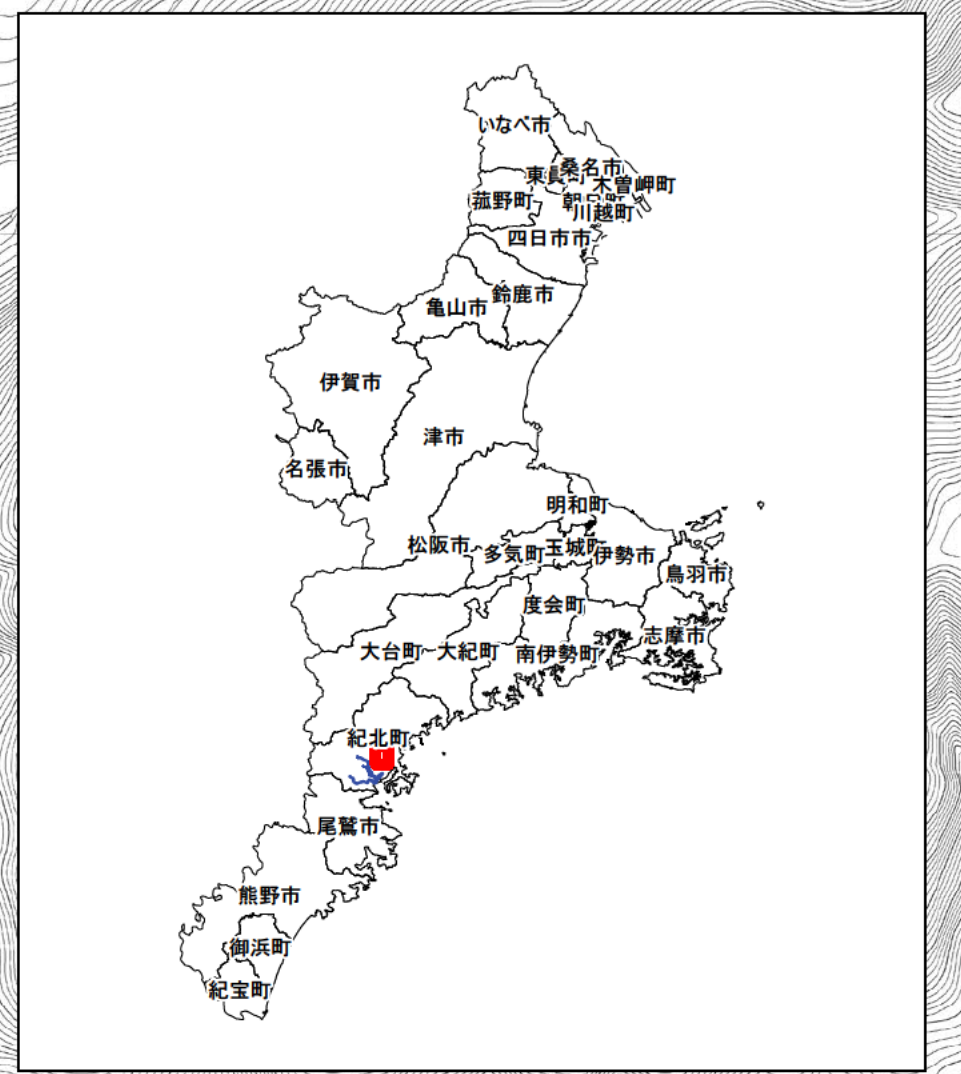 いなべ市
桑名市
木曽岬町
菰野町
川越町
四日市市
鈴鹿市
亀山市
伊賀市
津市
名張市
明和町
松阪市
多気町
玉城町
伊勢市
鳥羽市
度会町
志摩市
大台町
大紀町
南伊勢町
紀北町
尾鷲市
熊野市
御浜町
紀宝町